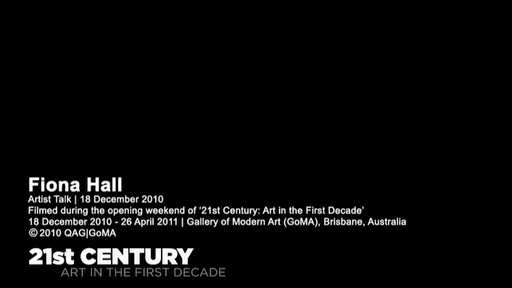 Fiona Hall
Artist Talk | 18 December 2010
Filmed during the opening weekend of '21st Century: Art in the First Decade'
18 December 2010 - 26 April 2011 | Gallery of Modern Art (GoMA), Brisbane, Australia
© 2010 QAG|GoMA
21st CENTURY
ART IN THE FIRST DECADE